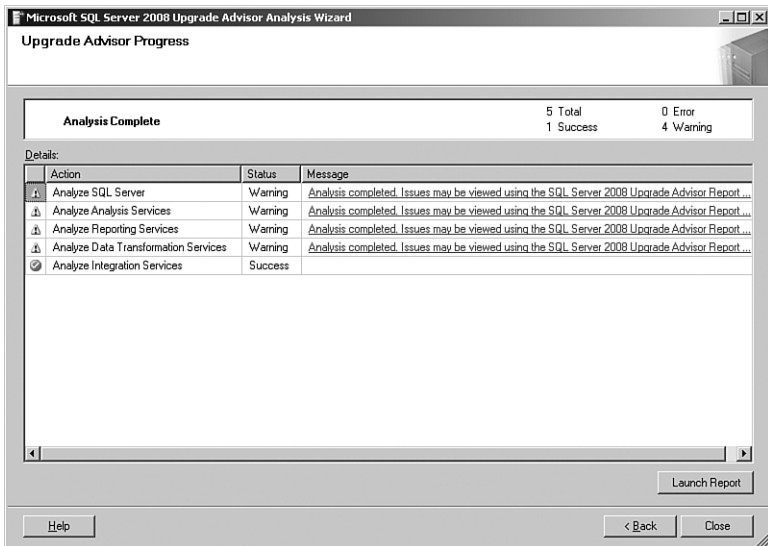 Microsoft SQL Server 2008 Upgrade Advisor Analysis Wizard
Upgrade Advisor Progress
Analysis Complete
5 Total 0 Error
1 Success 4 Warning
Details:
Action Status Message
Analyze SQL Server Warning Analysis completed. Issues may be viewed using the SQL Server 2008 Upgrade Advisor Report ...
Analyze Analysis Services Warning Analysis completed. Issues may be viewed using the SQL Server 2008 Upgrade Advisor Report ...
Analyze Reporting Services Warning Analysis completed. Issues may be viewed using the SQL Server 2008 Upgrade Advisor Report ...
Analyze Data Transformation Services Warning Analysis completed. Issues may be viewed using the SQL Server 2008 Upgrade Advisor Report ...
Analyze Integration Services Success
Launch Report
Help < Back Close